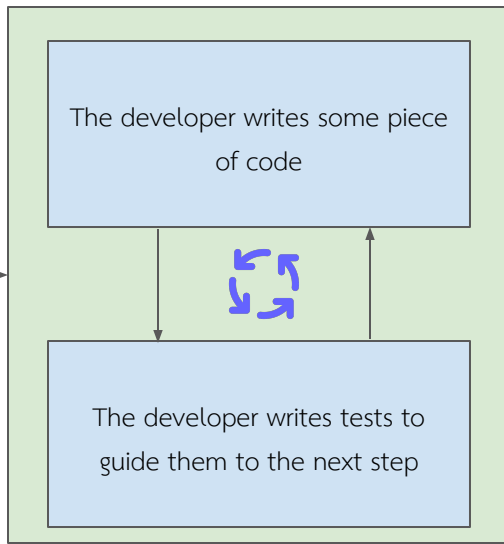 The developer writes some piece
of code
The developer writes tests to
guide them to the next step